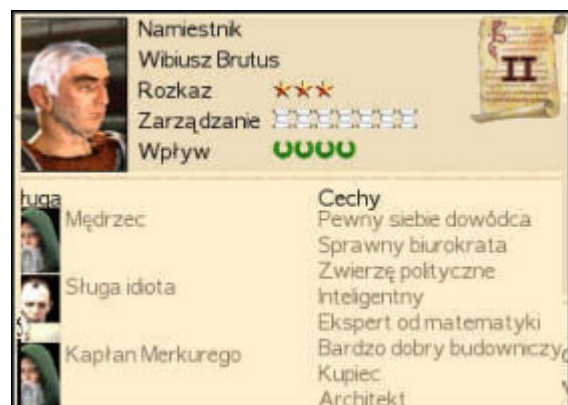 Namiestnik
Wibiusz Brutus
Rozkaz
Zarządzanie
Wpływ
II
Cechy
Mędrzec
Sługa idiota
Kapłan Merkurego
Pewny siebie dowódca
Sprawny biurokrata
Zwierzę polityczne
Inteligentny
Ekspert od matematyki
Bardzo dobry budowniczy
Kupiec
Architekt